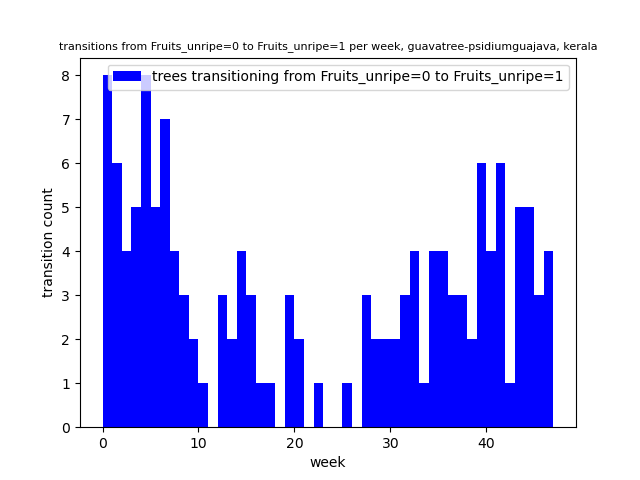 transitions from Fruits_unripe=0 to Fruits_unripe=1 per week, guavatree-psidiumguajava, kerala
trees transitioning from Fruits_unripe=0 to Fruits_unripe=1
8
7
6
5
4
3
2
1
0
transition count
0 10 20 30 40
week